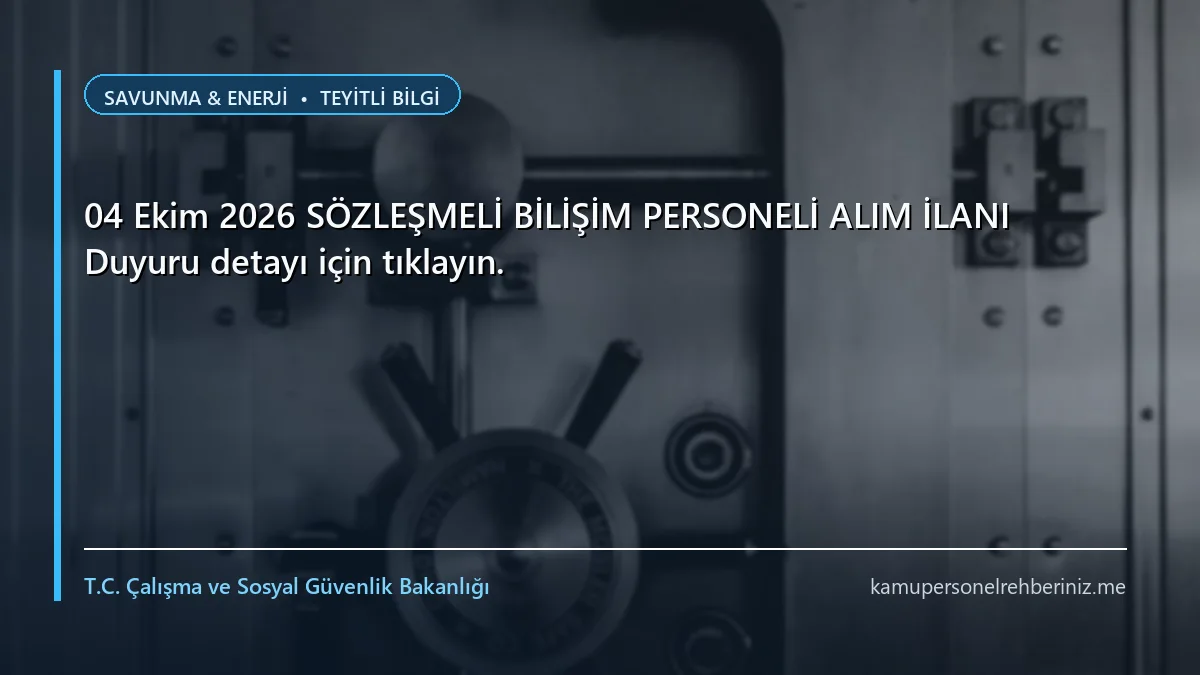 SAVUNMA & ENERJİ • TEYİTLİ BİLGİ
04 Ekim 2026 SÖZLEŞMELİ BİLİŞİM PERSONELİ ALIM İLANI
Duyuru detayı için tıklayın.
T.C. Çalışma ve Sosyal Güvenlik Bakanlığı
kamupersonelrehberiniz.me